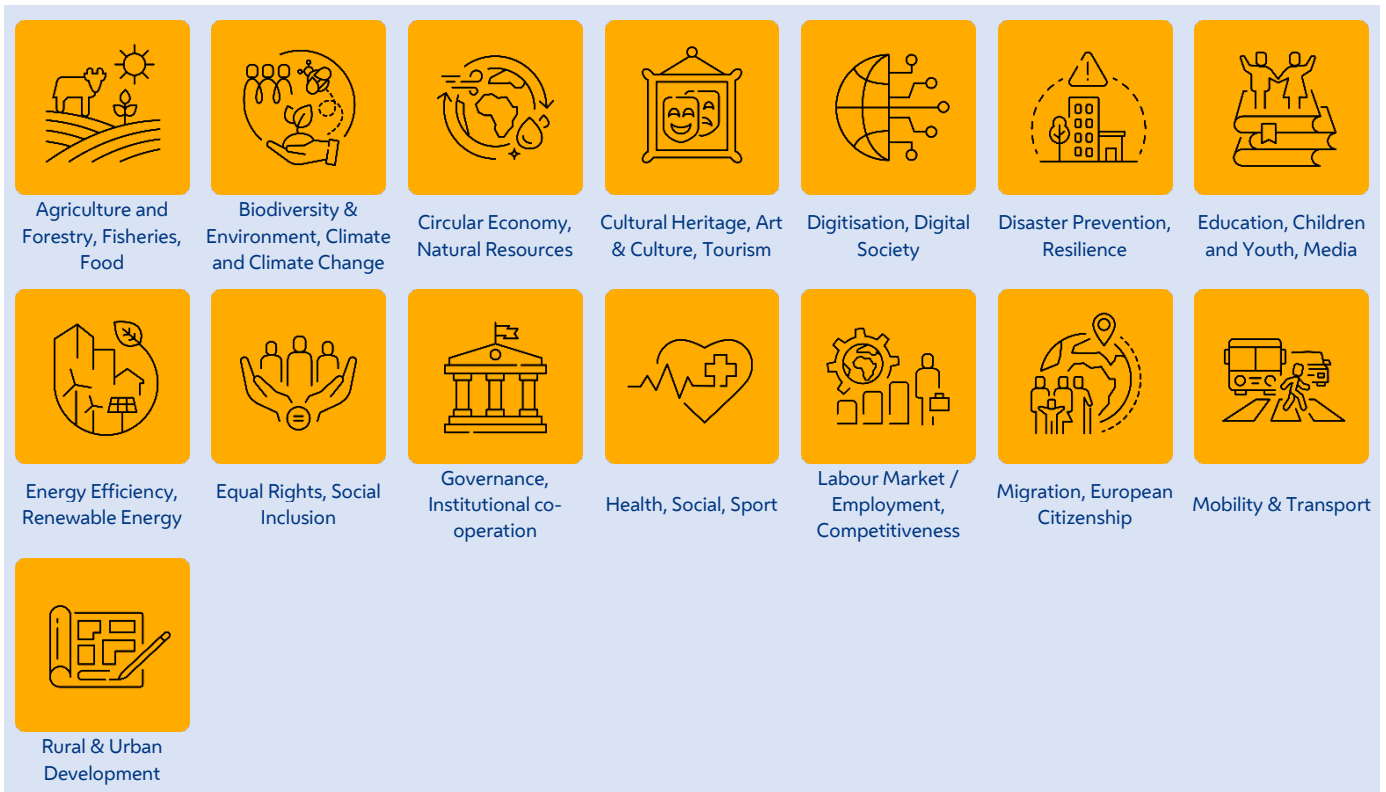 Agriculture and
Forestry, Fisheries,
Food
Biodiversity &
Environment, Climate
and Climate Change
Circular Economy,
Natural Resources
Cultural Heritage, Art
& Culture, Tourism
Digitisation, Digital
Society
Disaster Prevention,
Resilience
Education, Children
and Youth, Media
Energy Efficiency,
Renewable Energy
Equal Rights, Social
Inclusion
Governance,
Institutional co-
operation
Health, Social, Sport
Labour Market /
Employment,
Competitiveness
Migration, European
Citizenship
Mobility & Transport
Rural & Urban
Development